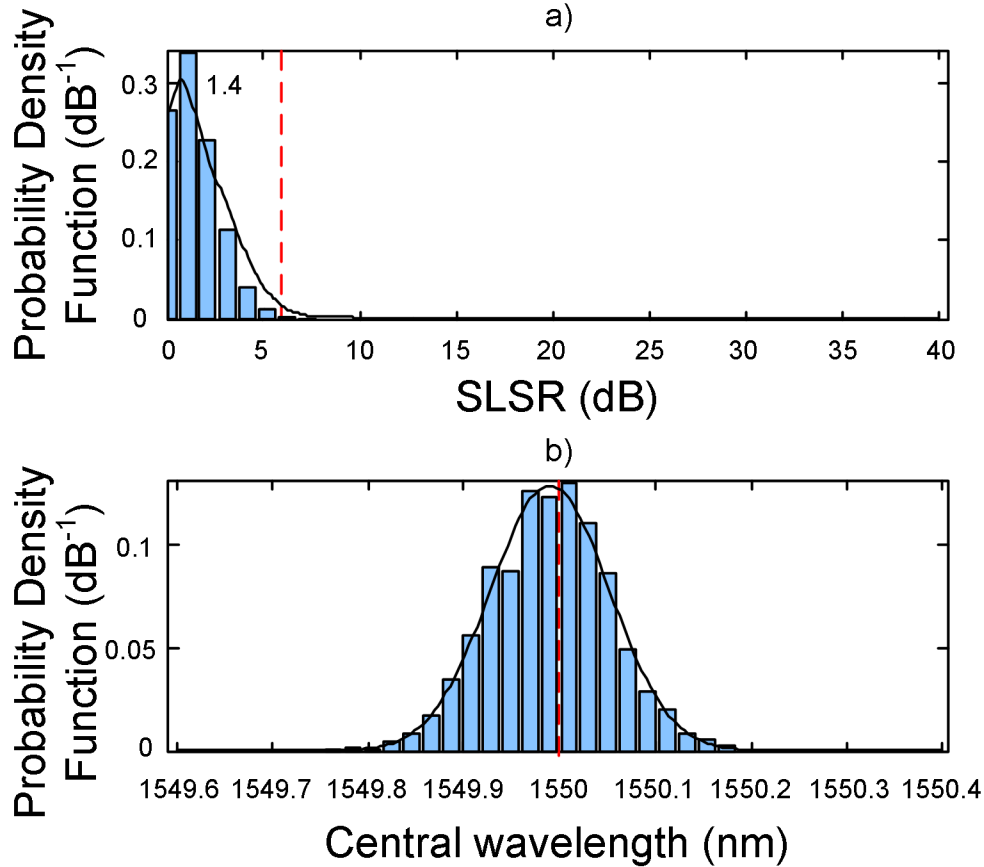 a)
Probability Density
Function (dB-1)
0.3
0.2
0.1
0
1.4
0 5 10 15 20 25 30 35 40
SLSR (dB)
b)
Probability Density
Function (dB-1)
0.1
0.05
0
1549.6 1549.7 1549.8 1549.9 1550 1550.1 1550.2 1550.3 1550.4
Central wavelength (nm)